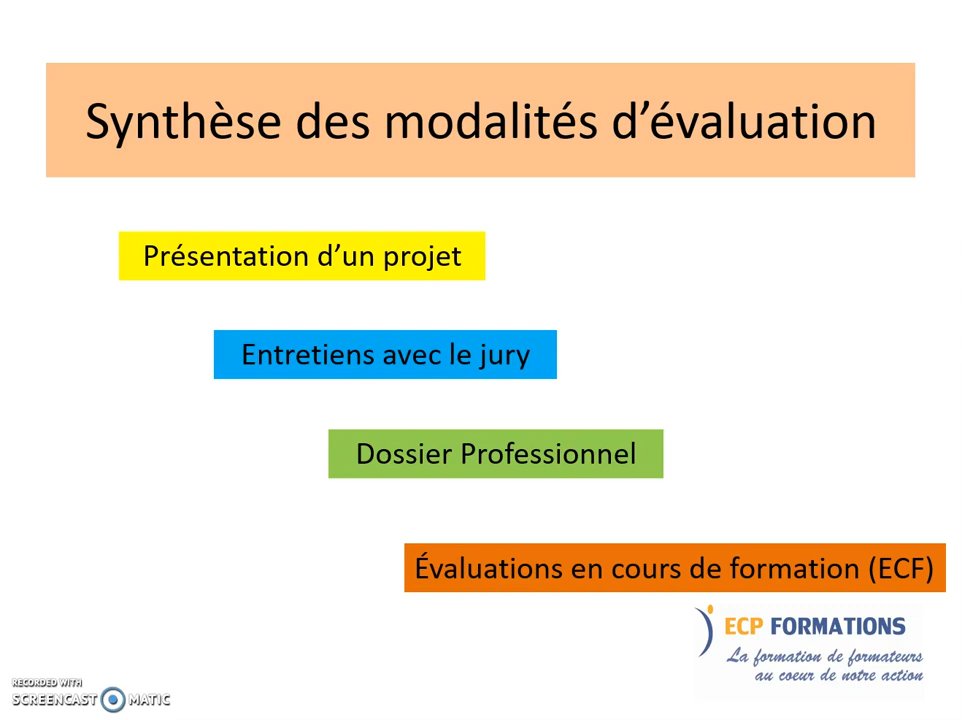 Synthèse des modalités d’évaluation
Présentation d’un projet
Entretiens avec le jury
Dossier Professionnel
Évaluations en cours de formation (ECF)
ECP FORMATIONS
La formation de formateurs
au coeur de notre action
RECORDED WITH
SCREENCAST MATIC